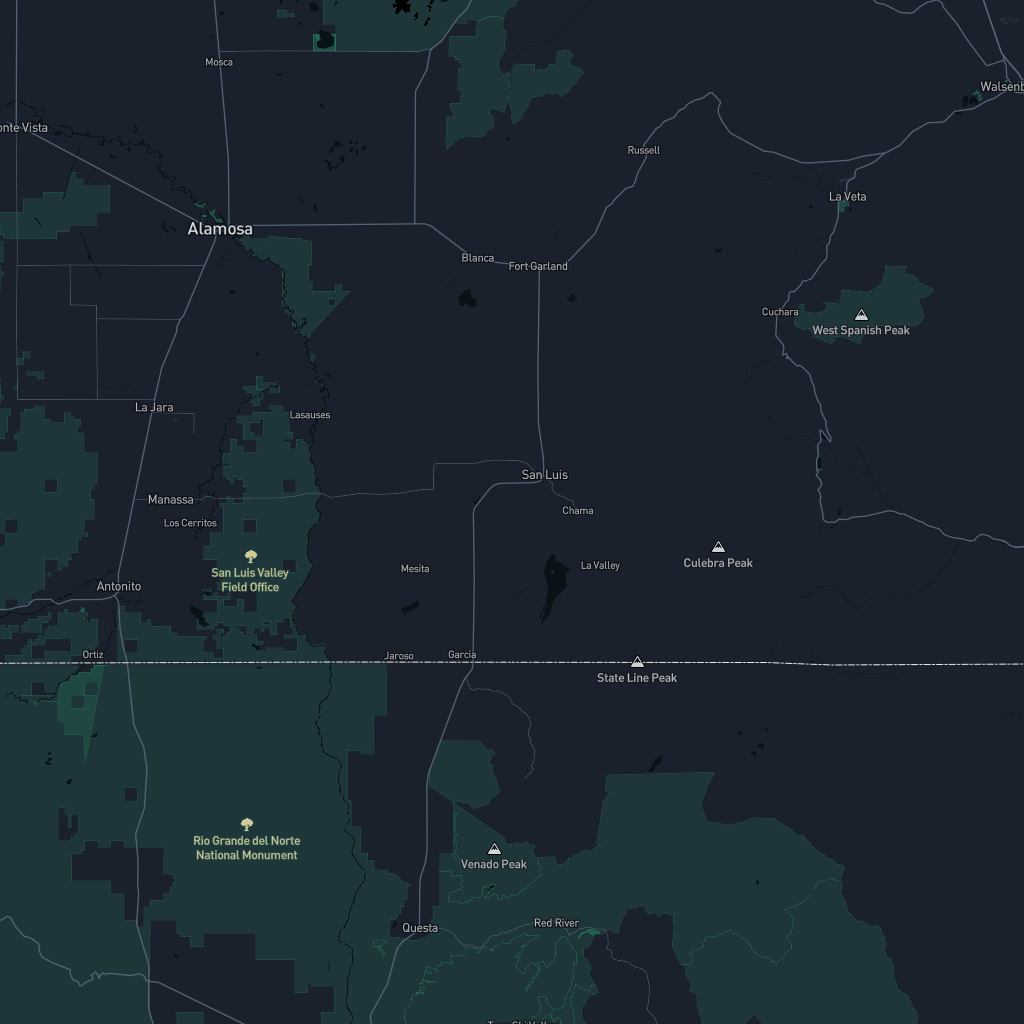 Mosca
Walsenb
onte Vista
Russell
La Veta
Alamosa
Blanca
Fort Garland
Cuchara
West Spanish Peak
La Jara
Lasauses
San Luis
Manassa
Chama
Los Cerritos
Culebra Peak
San Luis Valley
Field Office
Mesita
La Valley
Antonito
Ortiz
Jaroso
Garcia
State Line Peak
Rio Grande del Norte
National Monument
Venado Peak
Questa
Red River